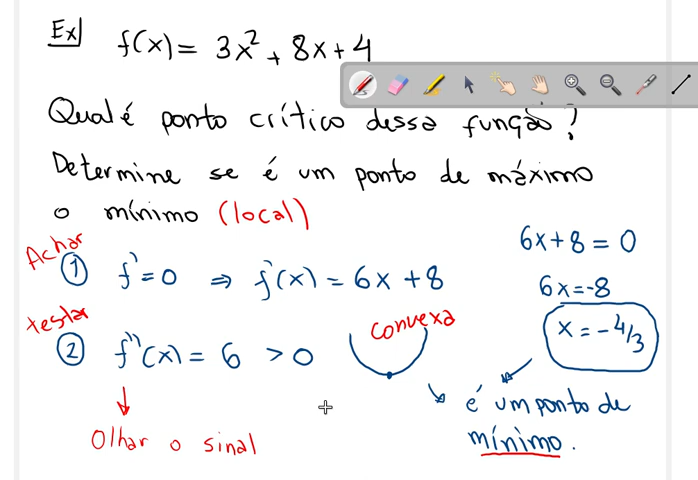 Ex) f(x) = 3x² + 8x + 4
Qual é ponto crítico dessa função?
Determine se é um ponto de máximo
o mínimo (local)
Achar
① f' = 0 ⇒ f'(x) = 6x + 8
6x + 8 = 0
6x = -8
x = -4/3
testar
② f''(x) = 6 > 0
convexa
é um ponto de
mínimo.
Olhar o sinal